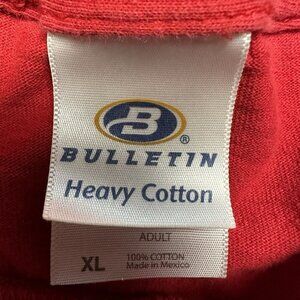 B
®
BULLETIN
Heavy Cotton
ADULT
XL
100% COTTON
Made in Mexico